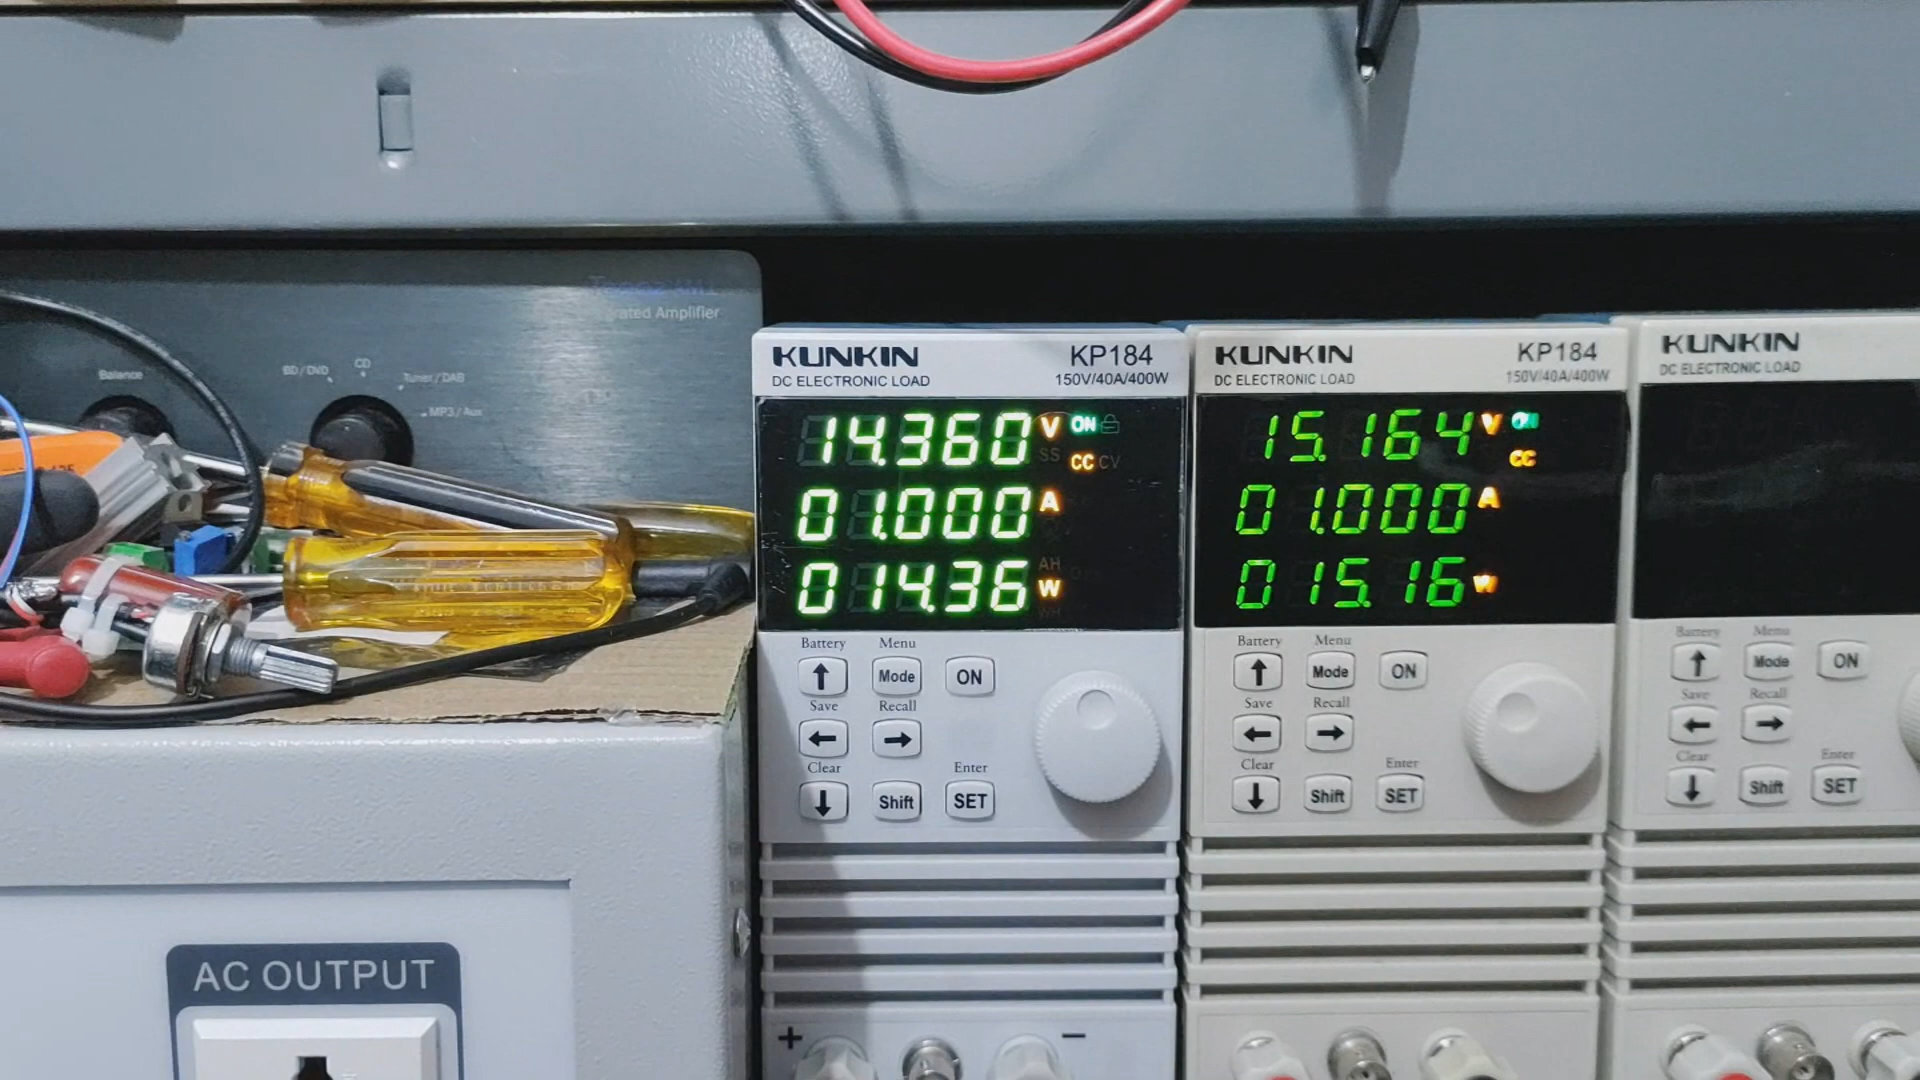 Integrated Amplifier
Balance
BD/DVD
CD
Tuner/DAB
MP3/Aux
KUNKIN
KP184
DC ELECTRONIC LOAD
150V/40A/400W
14.360 V ON
SS
CC CV
01.000 A
AH
014.36 W
WH
Battery
Menu
Mode
ON
Save
Recall
Clear
Enter
Shift
SET
+
−
KUNKIN
KP184
DC ELECTRONIC LOAD
150V/40A/400W
15.164 V ON
CC
01.000 A
015.16 W
Battery
Menu
Mode
ON
Save
Recall
Clear
Enter
Shift
SET
KUNKIN
DC ELECTRONIC LOAD
Battery
Menu
Mode
ON
Save
Recall
Clear
Enter
Shift
SET
AC OUTPUT